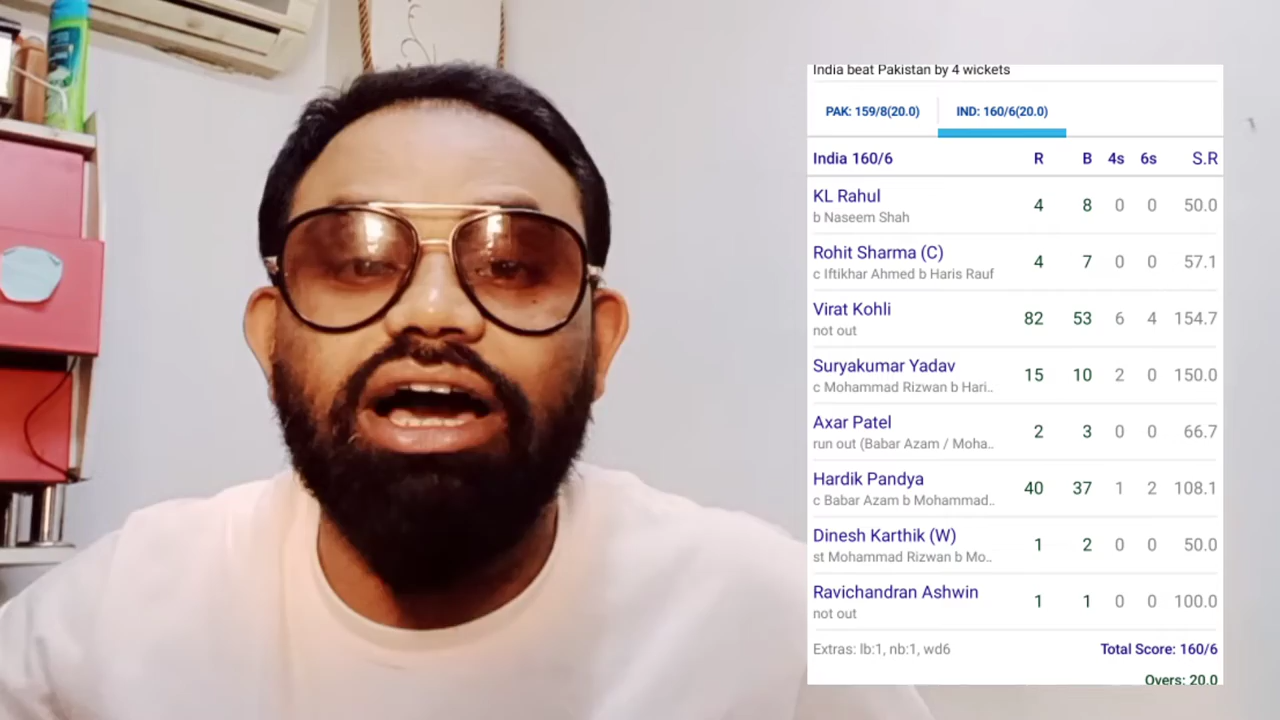 India beat Pakistan by 4 wickets
PAK: 159/8(20.0) IND: 160/6(20.0)
India 160/6 R B 4s 6s S.R
KL Rahul 4 8 0 0 50.0
b Naseem Shah
Rohit Sharma (C) 4 7 0 0 57.1
c Iftikhar Ahmed b Haris Rauf
Virat Kohli 82 53 6 4 154.7
not out
Suryakumar Yadav 15 10 2 0 150.0
c Mohammad Rizwan b Hari..
Axar Patel 2 3 0 0 66.7
run out (Babar Azam / Moha..
Hardik Pandya 40 37 1 2 108.1
c Babar Azam b Mohammad..
Dinesh Karthik (W) 1 2 0 0 50.0
st Mohammad Rizwan b Mo..
Ravichandran Ashwin 1 1 0 0 100.0
not out
Extras: lb:1, nb:1, wd6 Total Score: 160/6
Overs: 20.0